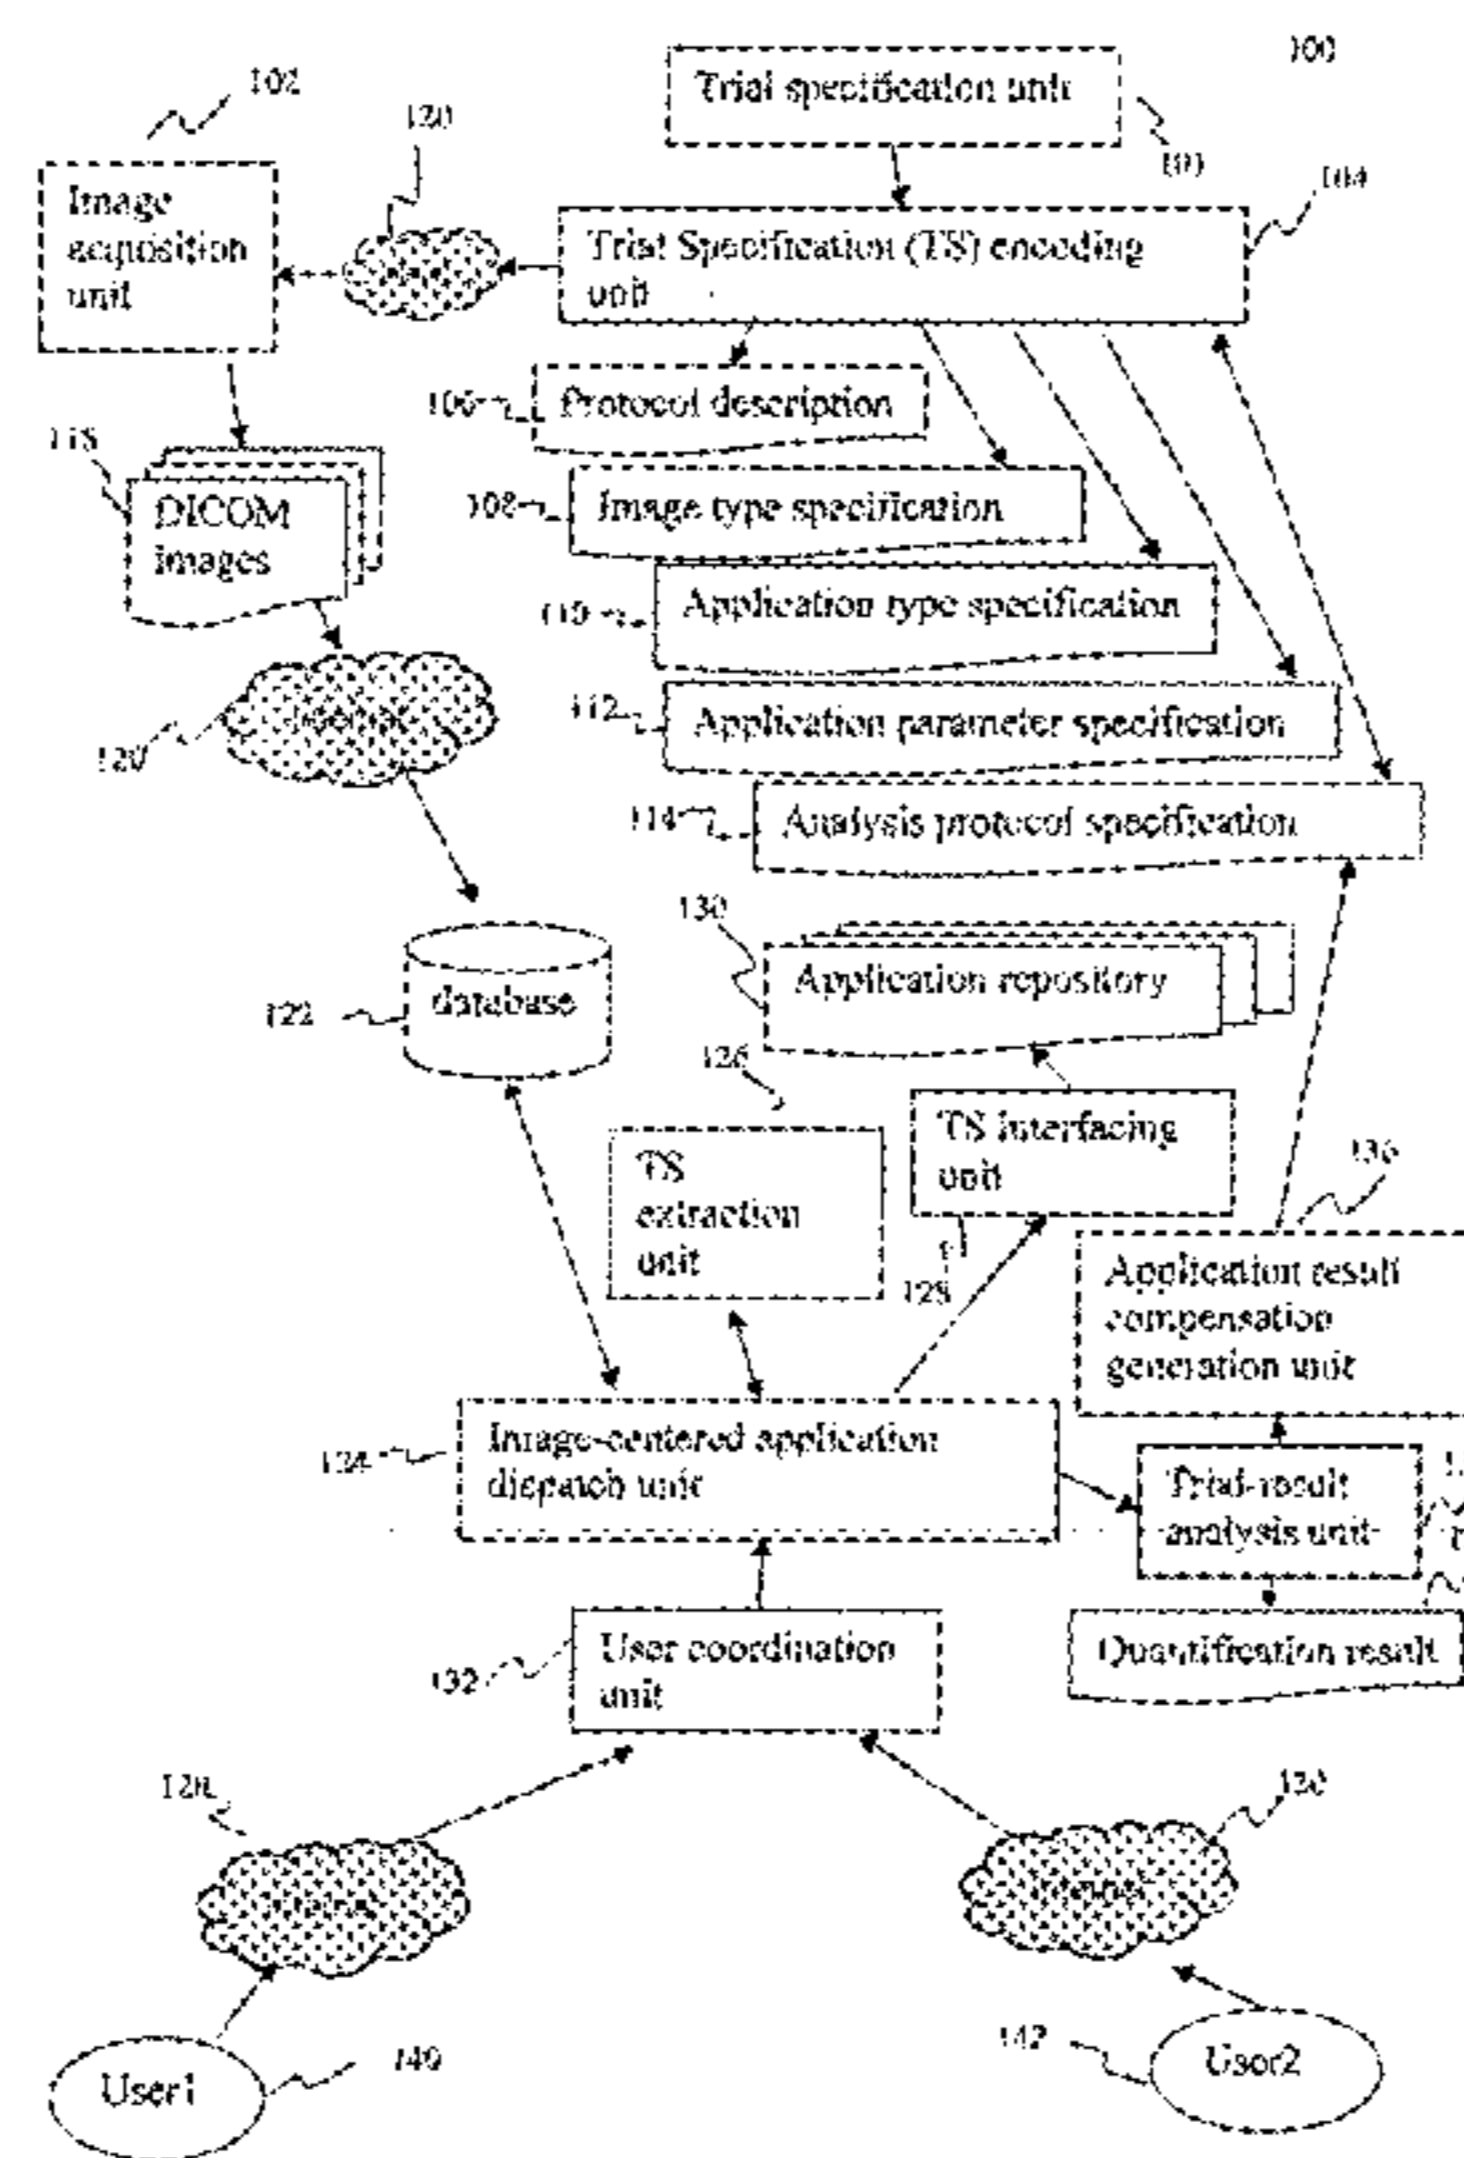 100
Trial specification unit
102
120
104
Image
acquisition
unit
Trial Specification (TS) encoding
unit
106
Protocol description
118
108
Image type specification
DICOM
images
110
Application type specification
112
Application parameter specification
120
114
Analysis protocol specification
130
Application repository
122
database
126
TS interfacing
unit
TS
extraction
unit
136
128
Application result
compensation
generation unit
124
Image-centered application
dispatch unit
Trial-result
analysis unit
132
User coordination
unit
Quantification result
120
120
142
User2
140
User1